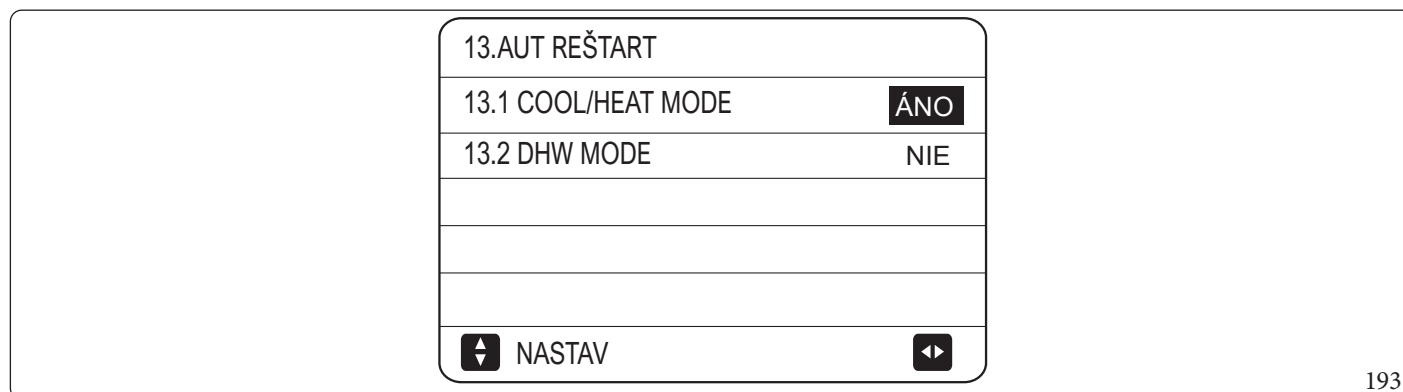 13.AUT REŠTART
13.1 COOL/HEAT MODE ÁNO
13.2 DHW MODE NIE
NASTAV
193